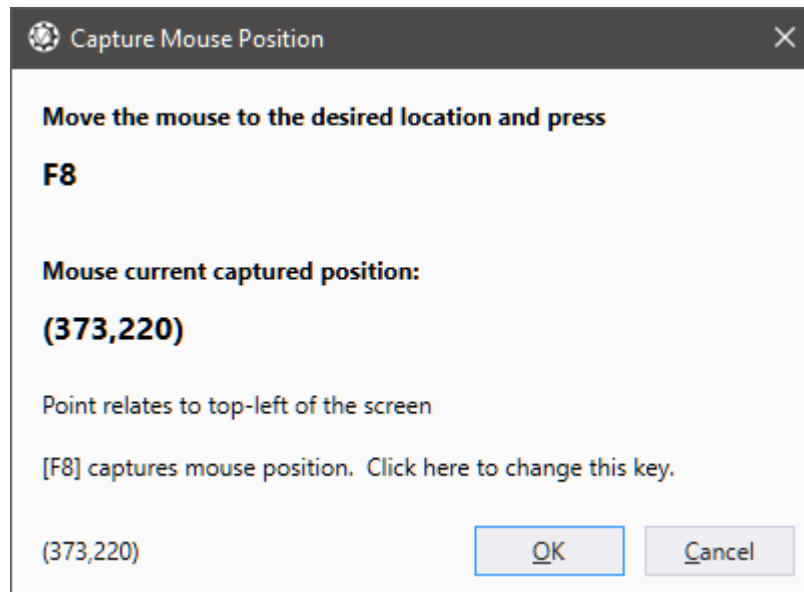 Capture Mouse Position
Move the mouse to the desired location and press
F8
Mouse current captured position:
(373,220)
Point relates to top-left of the screen
[F8] captures mouse position.  Click here to change this key.
(373,220)
OK
Cancel